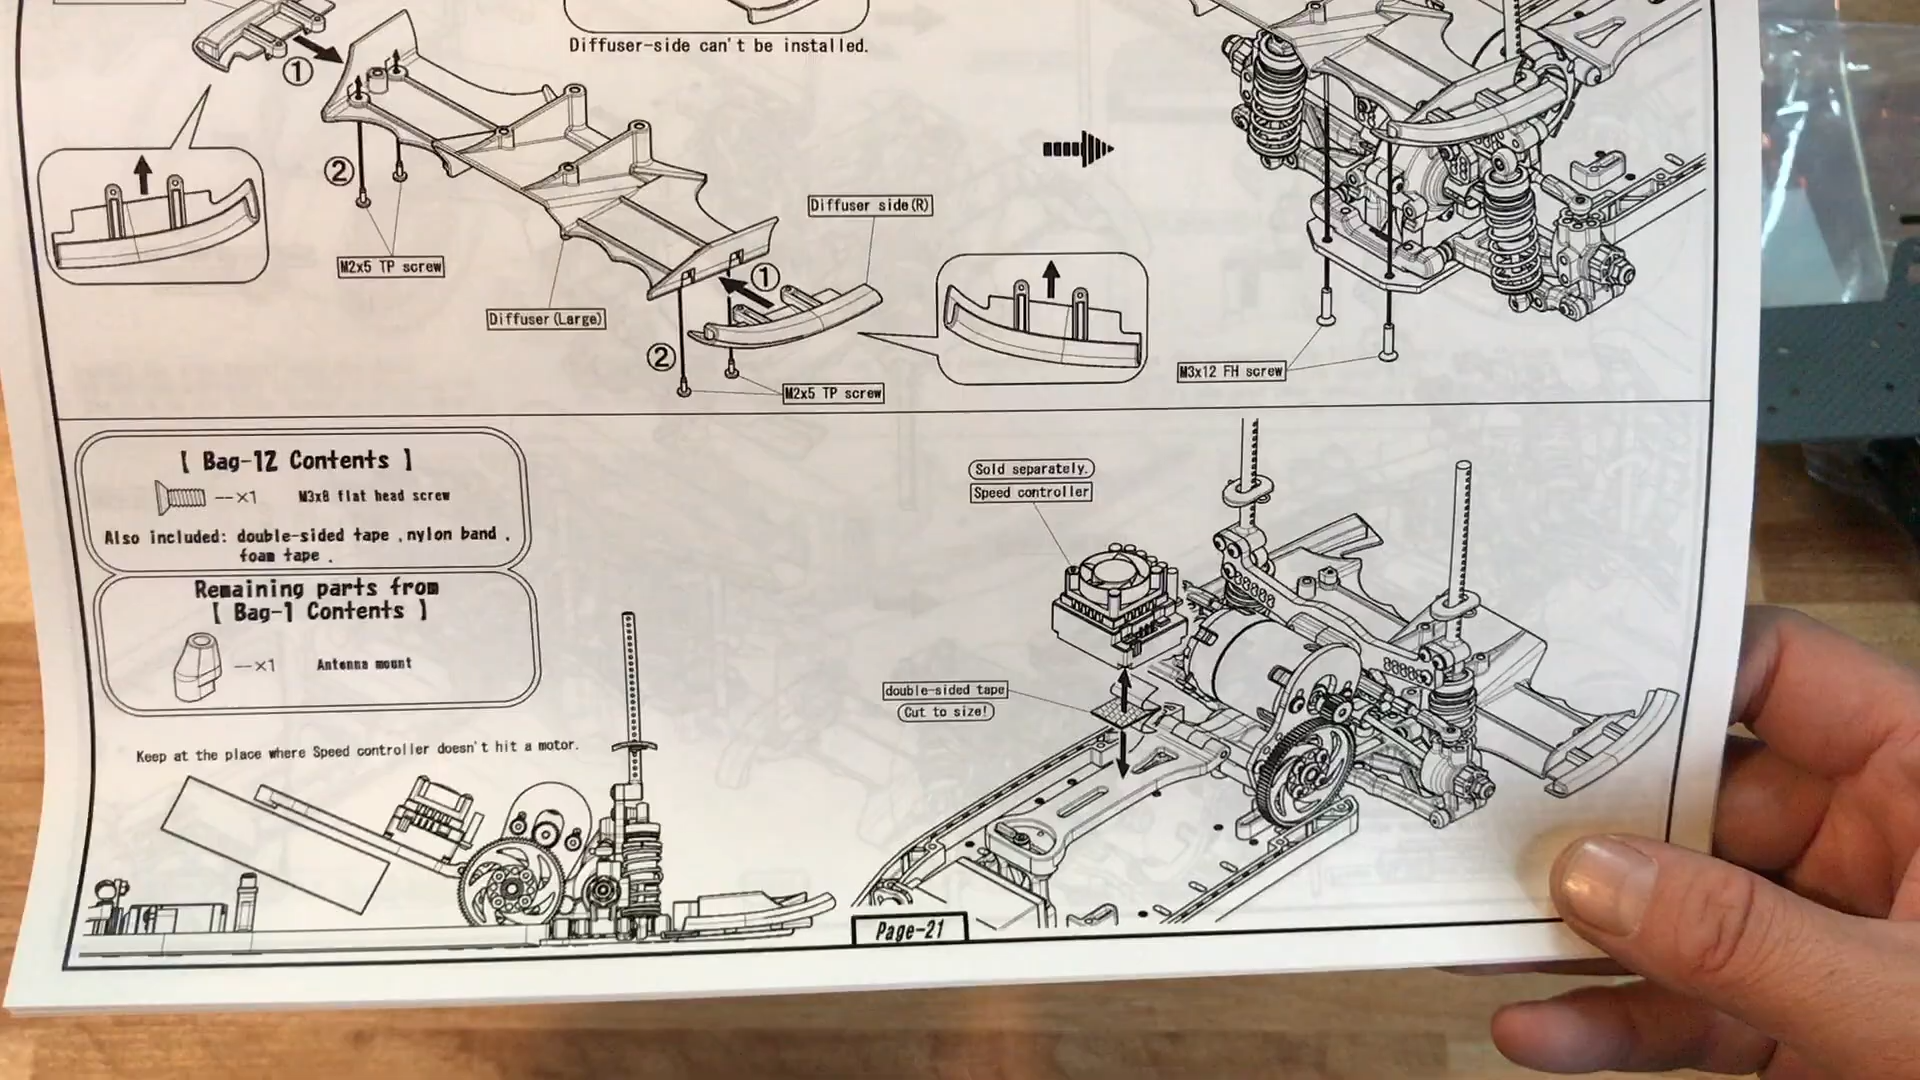 Diffuser-side can't be installed.
①
②
M2x5 TP screw
Diffuser side(R)
Diffuser(Large)
①
②
M2x5 TP screw
M3x12 FH screw
【 Bag-12 Contents 】
--×1 M3x8 flat head screw
Also included: double-sided tape ,nylon band ,
foam tape .
Remaining parts from
【 Bag-1 Contents 】
--×1 Antenna mount
Keep at the place where Speed controller doesn't hit a motor.
Sold separately.
Speed controller
double-sided tape
Cut to size!
Page-21